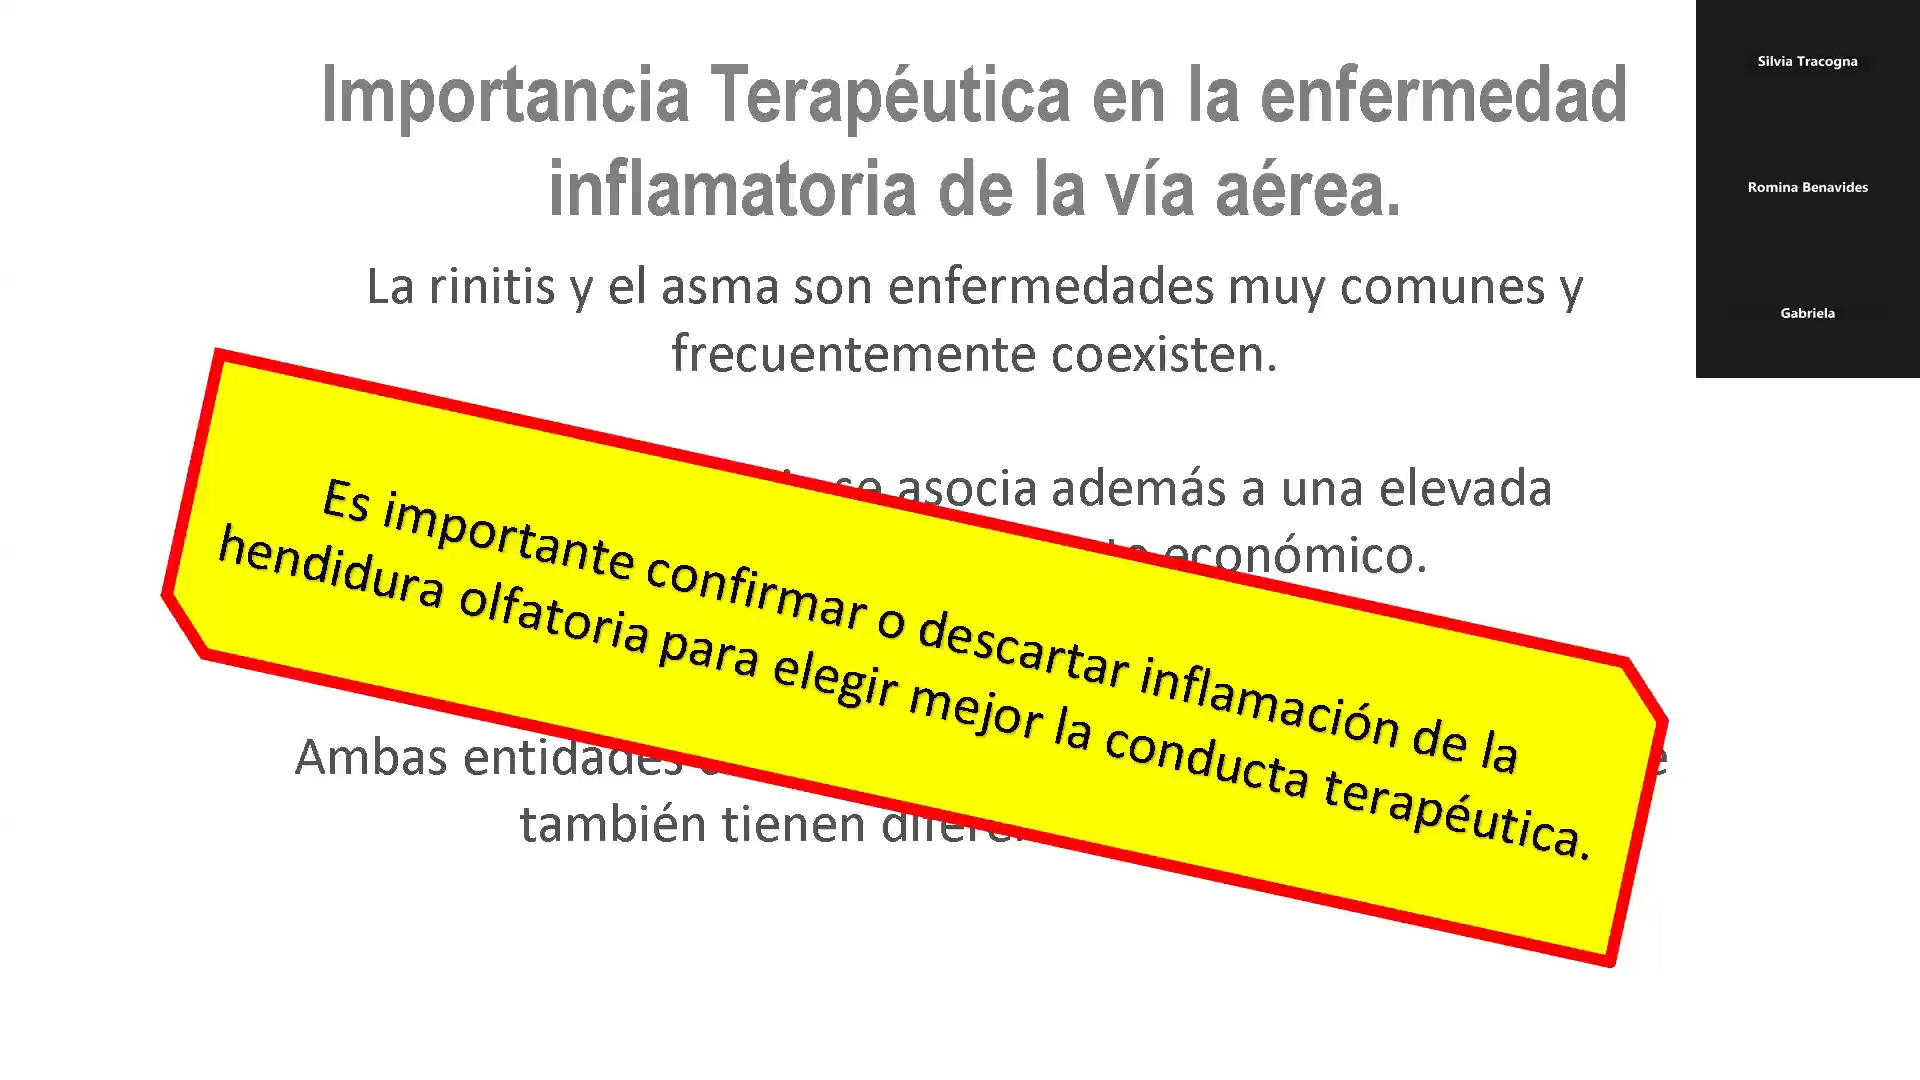 Importancia Terapéutica en la enfermedad
inflamatoria de la vía aérea.
La rinitis y el asma son enfermedades muy comunes y
frecuentemente coexisten.
se asocia además a una elevada
económico.
Es importante confirmar o descartar inflamación de la
hendidura olfatoria para elegir mejor la conducta terapéutica.
Ambas entidades
también tienen
Silvia Tracogna
Romina Benavides
Gabriela